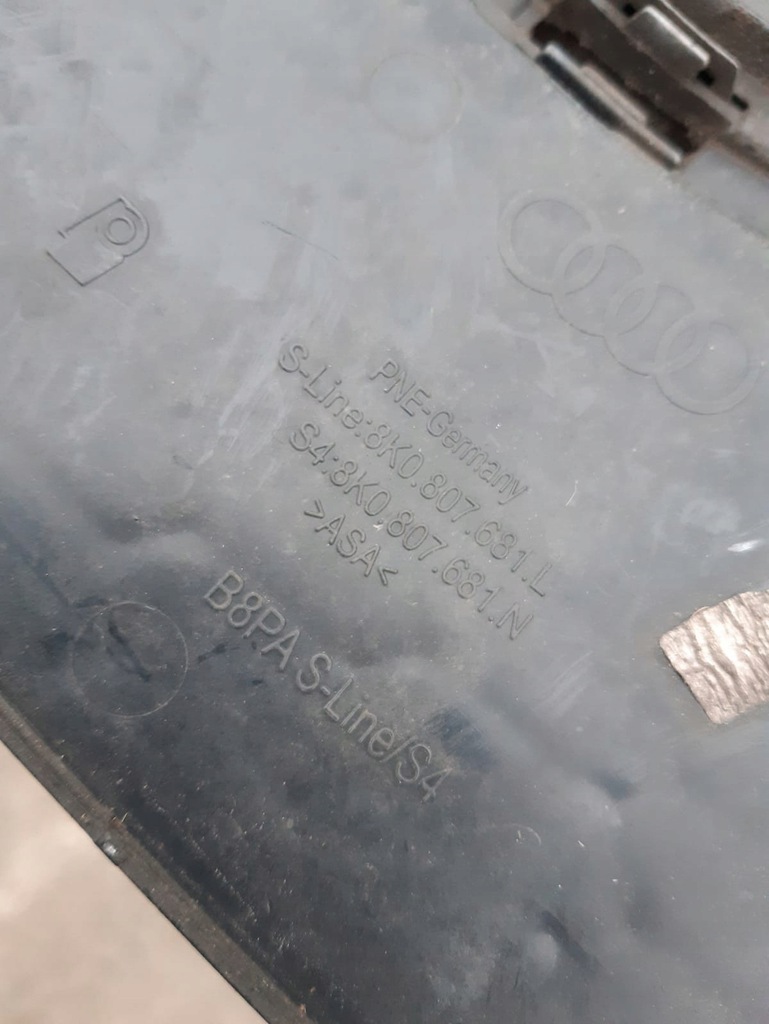 PNE-Germany
S-Line:8K0.807.681.L
S4:8K0.807.681.N
>ASA<
B8PA S-Line/S4